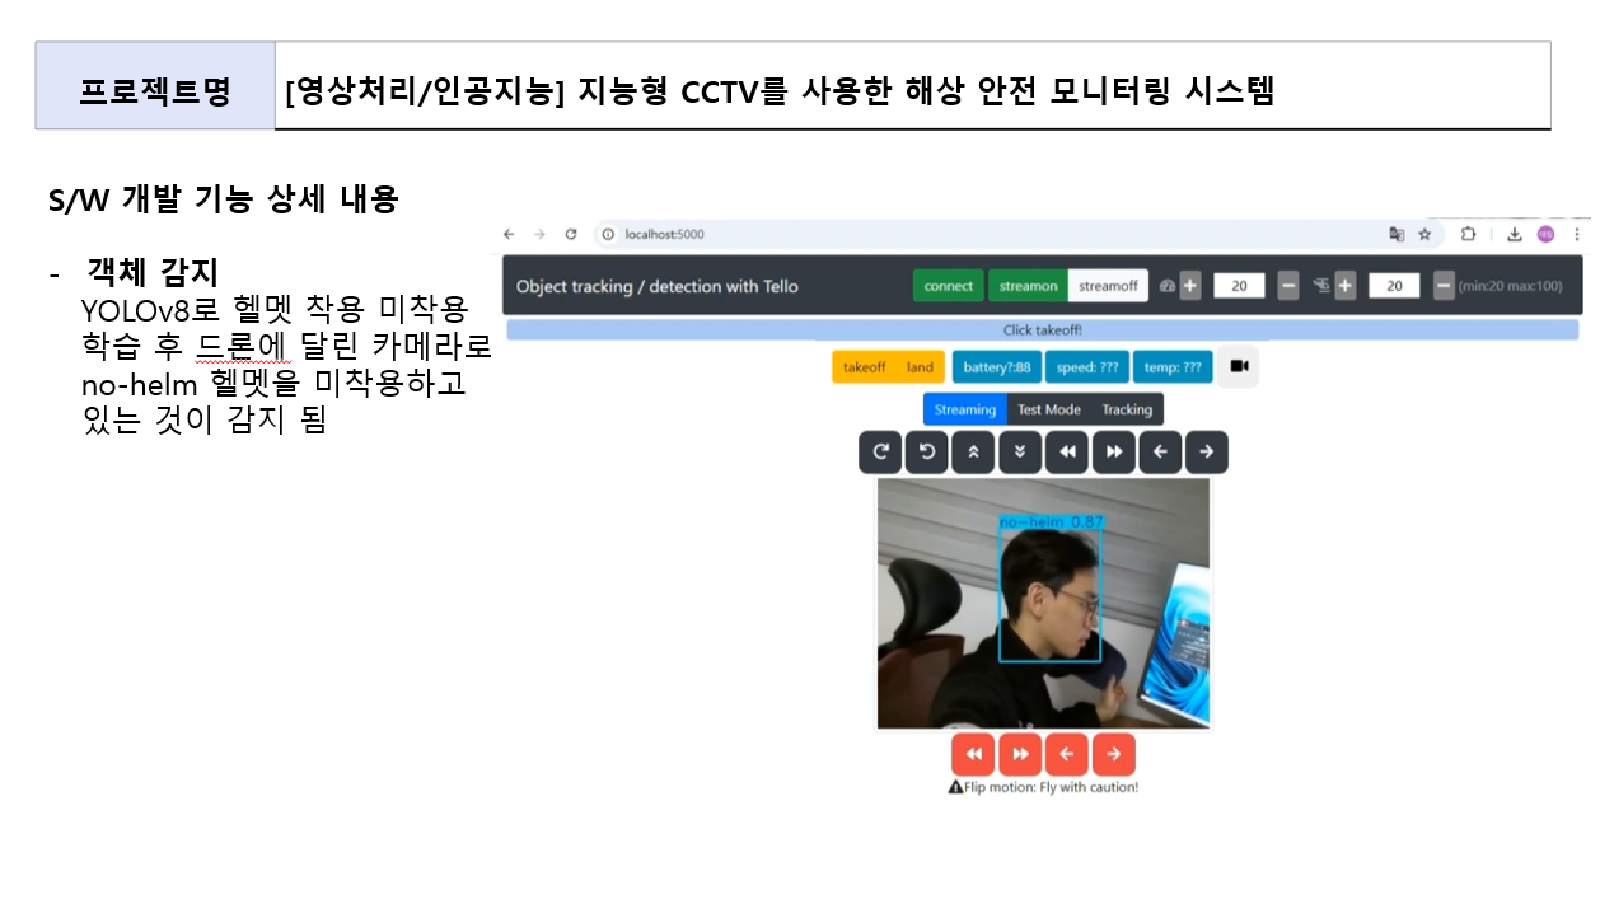 프로젝트명
[영상처리/인공지능] 지능형 CCTV를 사용한 해상 안전 모니터링 시스템
S/W 개발 기능 상세 내용
- 객체 감지
YOLOv8로 헬멧 착용 미착용
학습 후 드론에 달린 카메라로
no-helm 헬멧을 미착용하고
있는 것이 감지 됨
localhost:5000
Object tracking / detection with Tello
connect streamon streamoff 20 20 (min:20 max:100)
Click takeoff!
takeoff land battery?:88 speed: ??? temp: ???
Streaming Test Mode Tracking
no-helm 0.87
Flip motion: Fly with caution!